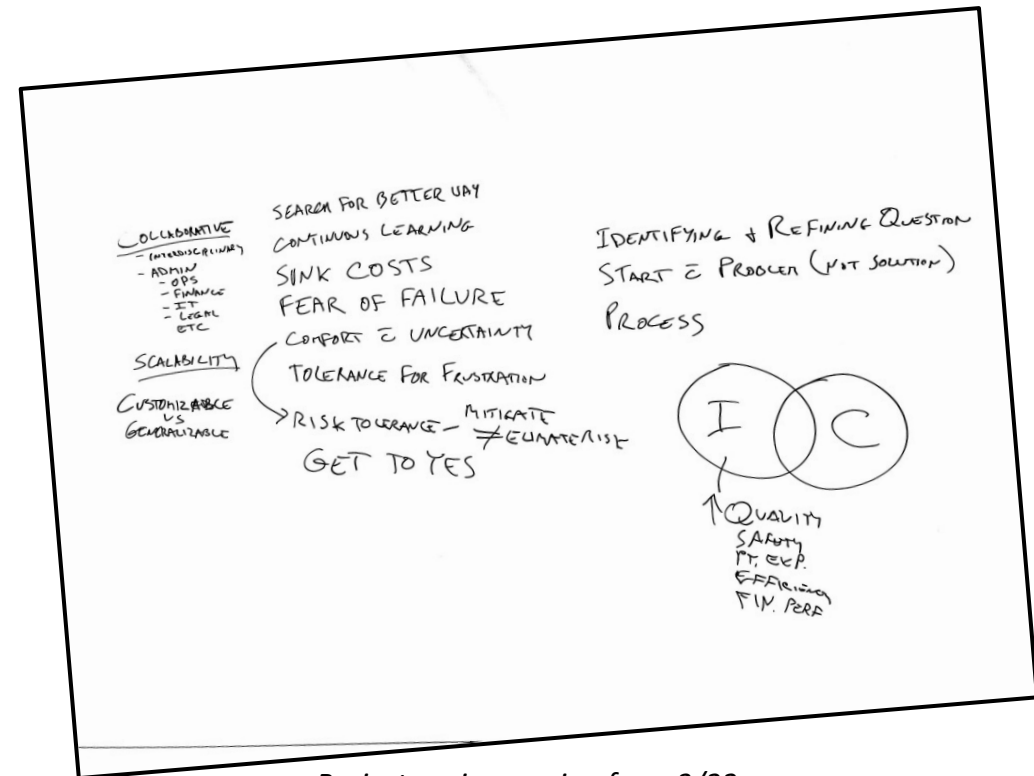 COLLABORATIVE
- INTERDISCIPLINARY
- ADMIN
- OPS
- FINANCE
- IT
- LEGAL
ETC
SCALABILITY
CUSTOMIZABLE
VS
GENERALIZABLE
SEARCH FOR BETTER WAY
CONTINUOUS LEARNING
SUNK COSTS
FEAR OF FAILURE
COMFORT c̄ UNCERTAINTY
TOLERANCE FOR FRUSTRATION
RISK TOLERANCE - MITIGATE
≠ ELIMINATE RISK
GET TO YES
IDENTIFYING + REFINING QUESTION
START c̄ PROBLEM (NOT SOLUTION)
PROCESS
I C
↑ QUALITY
SAFETY
PT. EXP.
EFFICIENCY
FIN. PERF